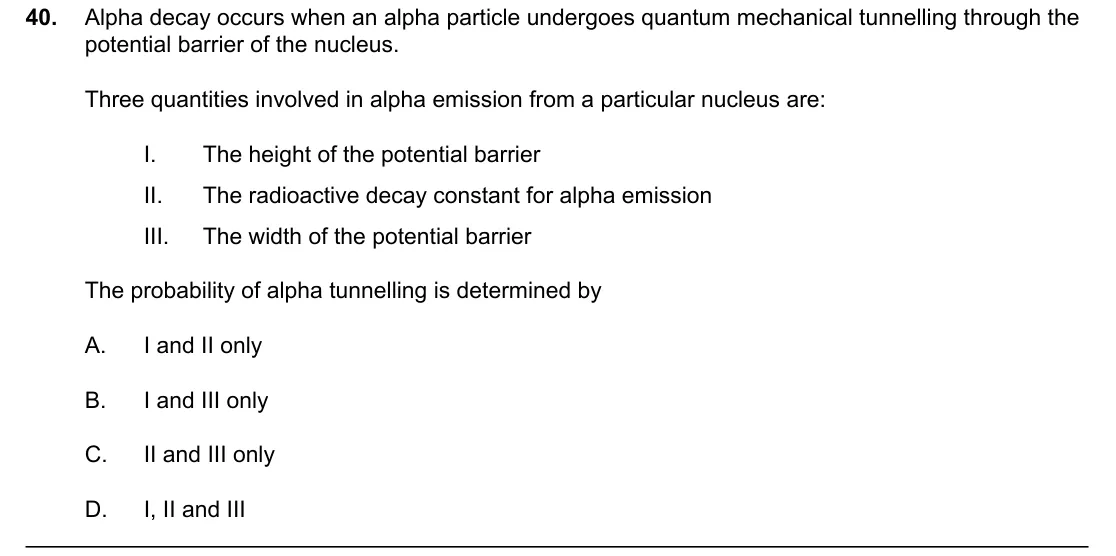 40. Alpha decay occurs when an alpha particle undergoes quantum mechanical tunnelling through the
potential barrier of the nucleus.
Three quantities involved in alpha emission from a particular nucleus are:
I. The height of the potential barrier
II. The radioactive decay constant for alpha emission
III. The width of the potential barrier
The probability of alpha tunnelling is determined by
A. I and II only
B. I and III only
C. II and III only
D. I, II and III